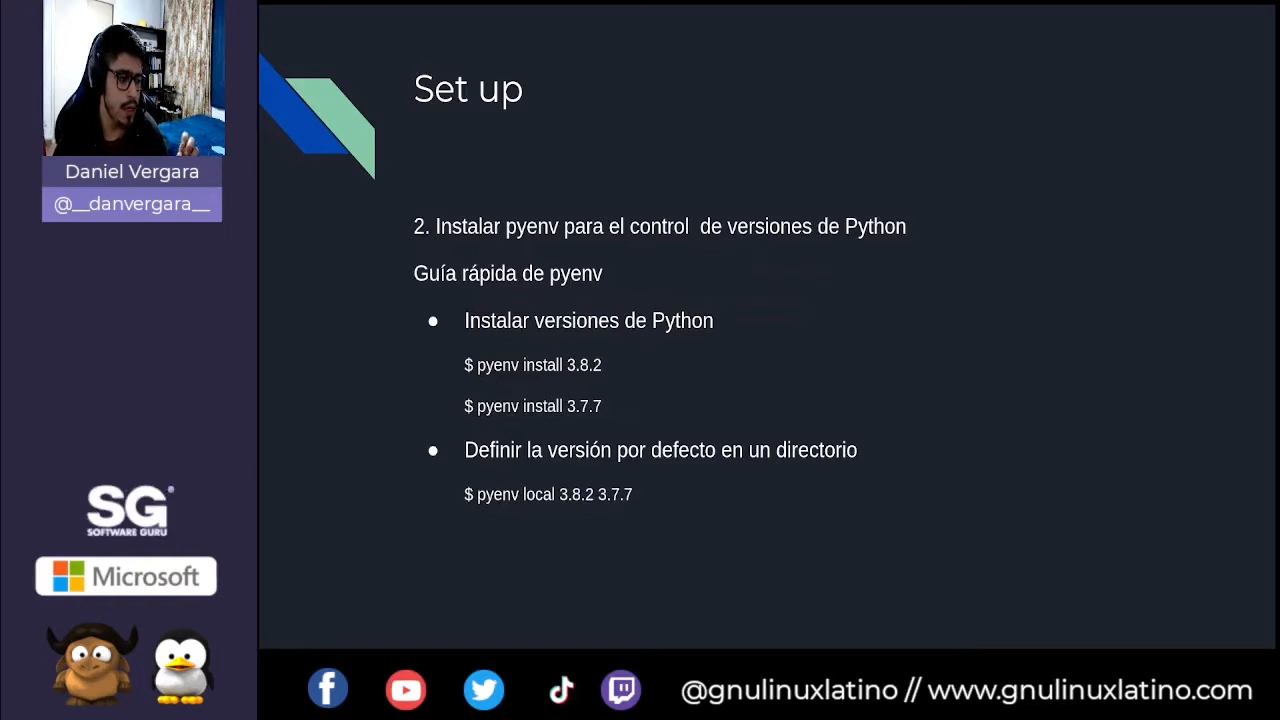 Daniel Vergara
@__danvergara__
SG
SOFTWARE GURU
Microsoft
Set up
2. Instalar pyenv para el control  de versiones de Python
Guía rápida de pyenv
● Instalar versiones de Python
$ pyenv install 3.8.2
$ pyenv install 3.7.7
● Definir la versión por defecto en un directorio
$ pyenv local 3.8.2 3.7.7
@gnulinuxlatino // www.gnulinuxlatino.com